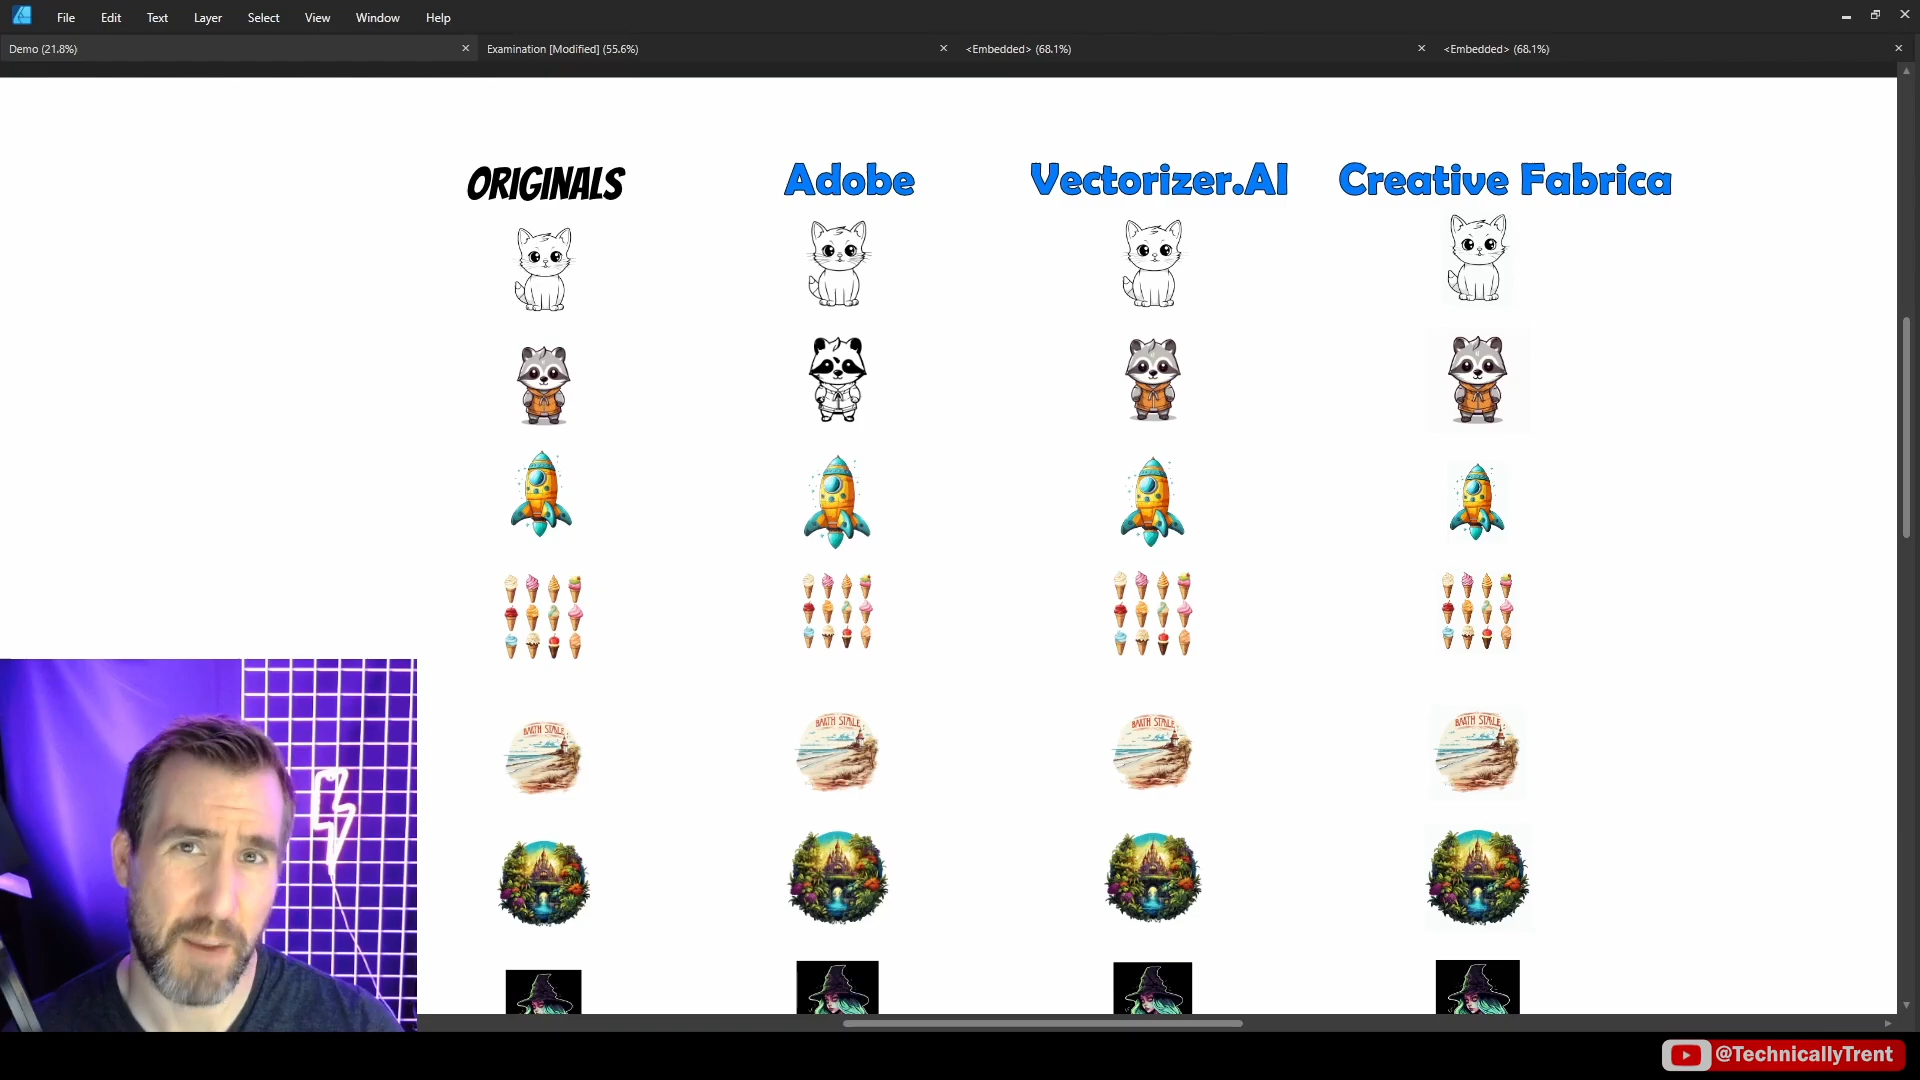 File Edit Text Layer Select View Window Help
Demo (21.8%) Examination [Modified] (55.6%) <Embedded> (68.1%) <Embedded> (68.1%)
ORIGINALS Adobe Vectorizer.AI Creative Fabrica
@TechnicallyTrent